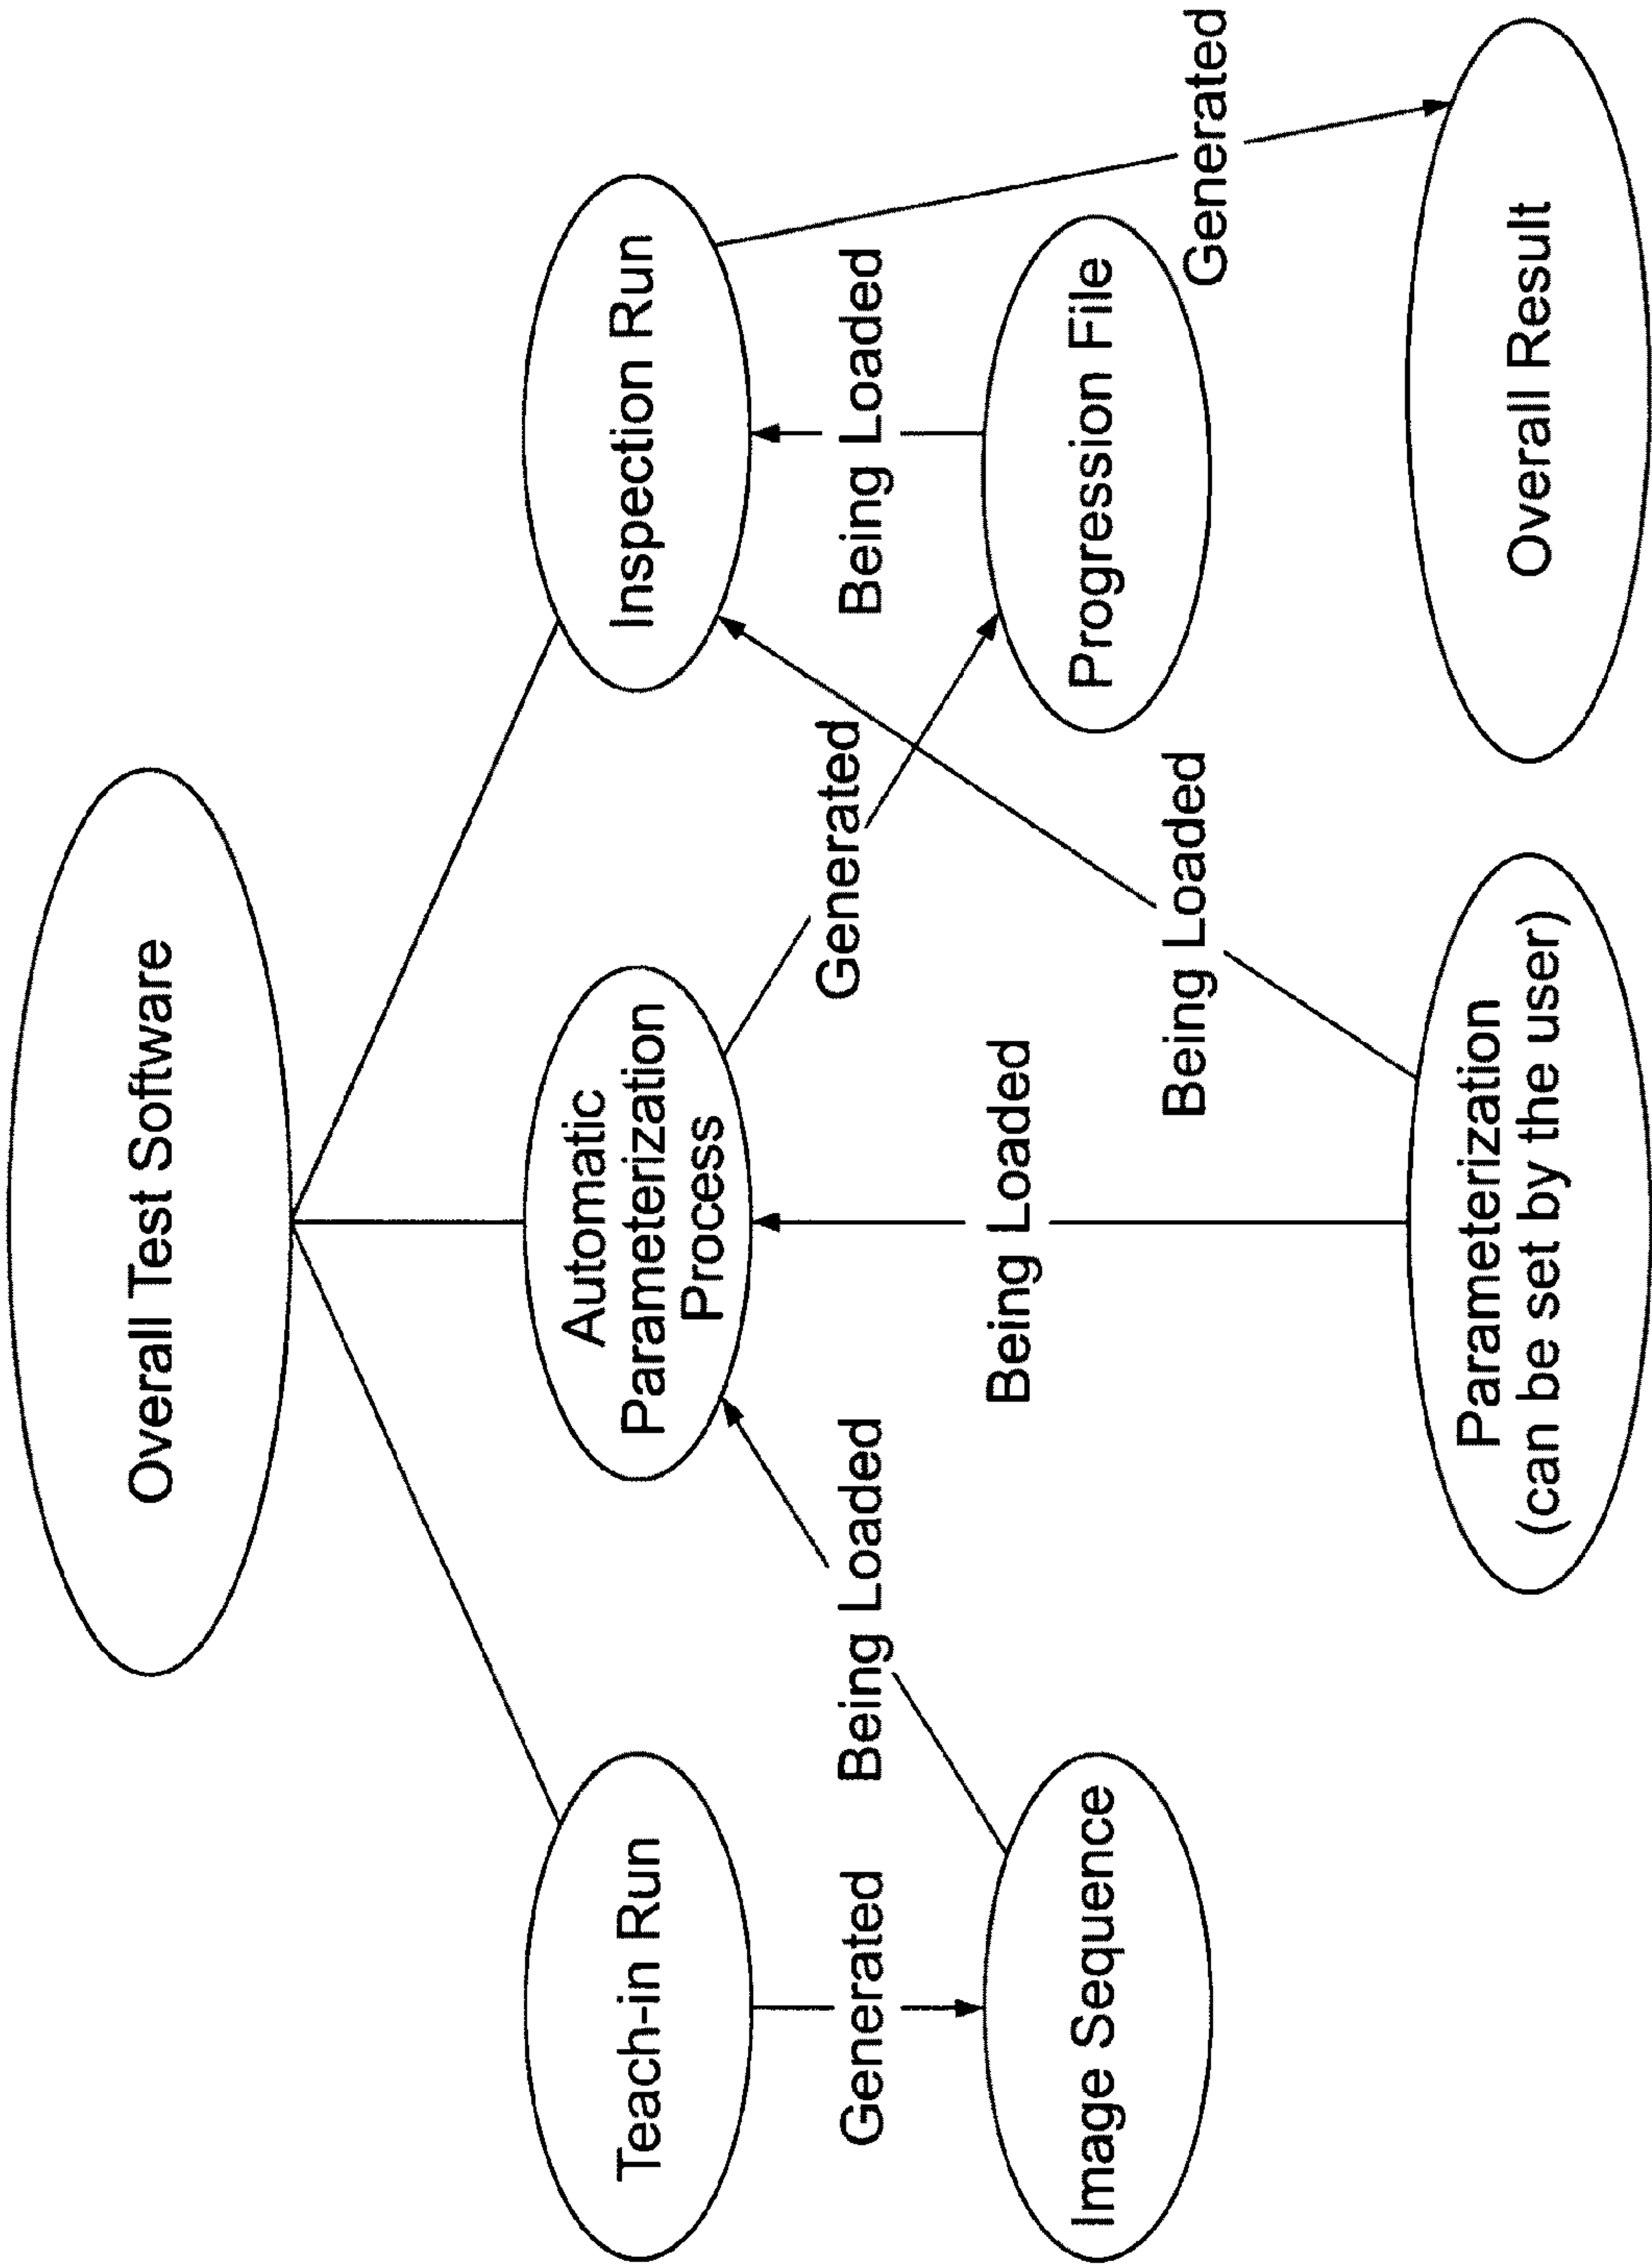 Overall Test Software
Teach-in Run
Automatic
Parameterization
Process
Inspection Run
Generated
Being Loaded
Generated
Being Loaded
Image Sequence
Being Loaded
Progression File
Being Loaded
Generated
Parameterization
(can be set by the user)
Overall Result